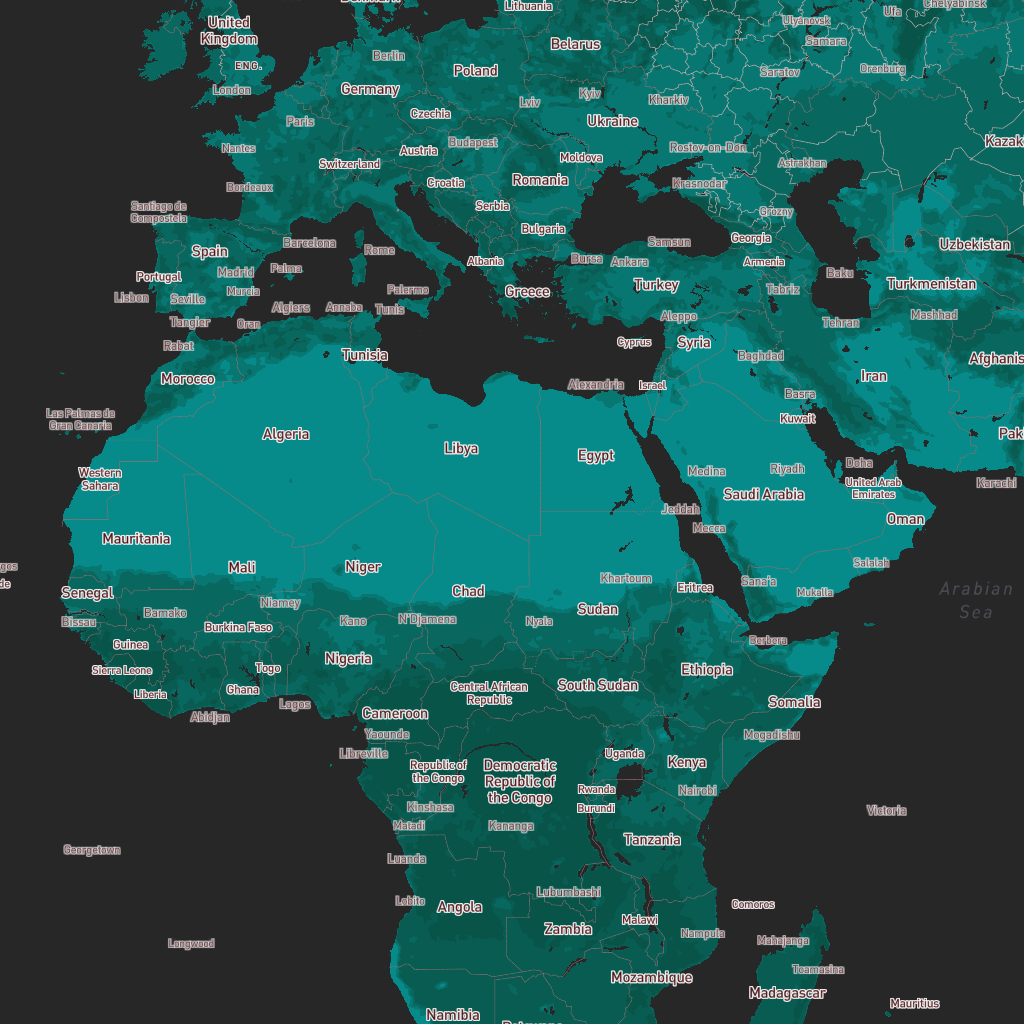 Lithuania
Chelyabinsk
Ufa
Ulyanovsk
United
Kingdom
Samara
Belarus
Berlin
ENG.
Poland
Saratov
Orenburg
London
Germany
Lviv
Kyiv
Kharkiv
Paris
Czechia
Ukraine
Nantes
Austria
Budapest
Moldova
Rostov-on-Don
Kazak
Switzerland
Astrakhan
Bordeaux
Croatia
Romania
Krasnodar
Santiago de
Compostela
Serbia
Grozny
Spain
Barcelona
Rome
Bulgaria
Samsun
Georgia
Uzbekistan
Portugal
Madrid
Palma
Albania
Bursa
Ankara
Armenia
Baku
Lisbon
Seville
Murcia
Palermo
Greece
Turkey
Tabriz
Turkmenistan
Tangier
Oran
Algiers
Annaba
Tunis
Aleppo
Tehran
Mashhad
Rabat
Tunisia
Cyprus
Syria
Baghdad
Afghanis
Morocco
Alexandria
Israel
Iran
Basra
Las Palmas de
Gran Canaria
Kuwait
Algeria
Libya
Egypt
Pak
Western
Sahara
Medina
Riyadh
Doha
United Arab
Emirates
Karachi
Saudi Arabia
Jeddah
Mecca
Oman
Mauritania
Mali
Niger
Salalah
Senegal
Chad
Khartoum
Eritrea
Sanaa
Mukalla
Arabian
Sea
Bissau
Bamako
Niamey
Kano
N'Djamena
Nyala
Sudan
Burkina Faso
Guinea
Berbera
Sierra Leone
Togo
Nigeria
Ethiopia
Liberia
Ghana
Central African
Republic
South Sudan
Abidjan
Lagos
Cameroon
Somalia
Yaounde
Mogadishu
Libreville
Republic of
the Congo
Democratic
Republic of
the Congo
Uganda
Kenya
Rwanda
Nairobi
Kinshasa
Burundi
Victoria
Matadi
Kananga
Tanzania
Georgetown
Luanda
Lubumbashi
Lobito
Angola
Comoros
Malawi
Zambia
Nampula
Longwood
Mahajanga
Toamasina
Mozambique
Madagascar
Mauritius
Namibia